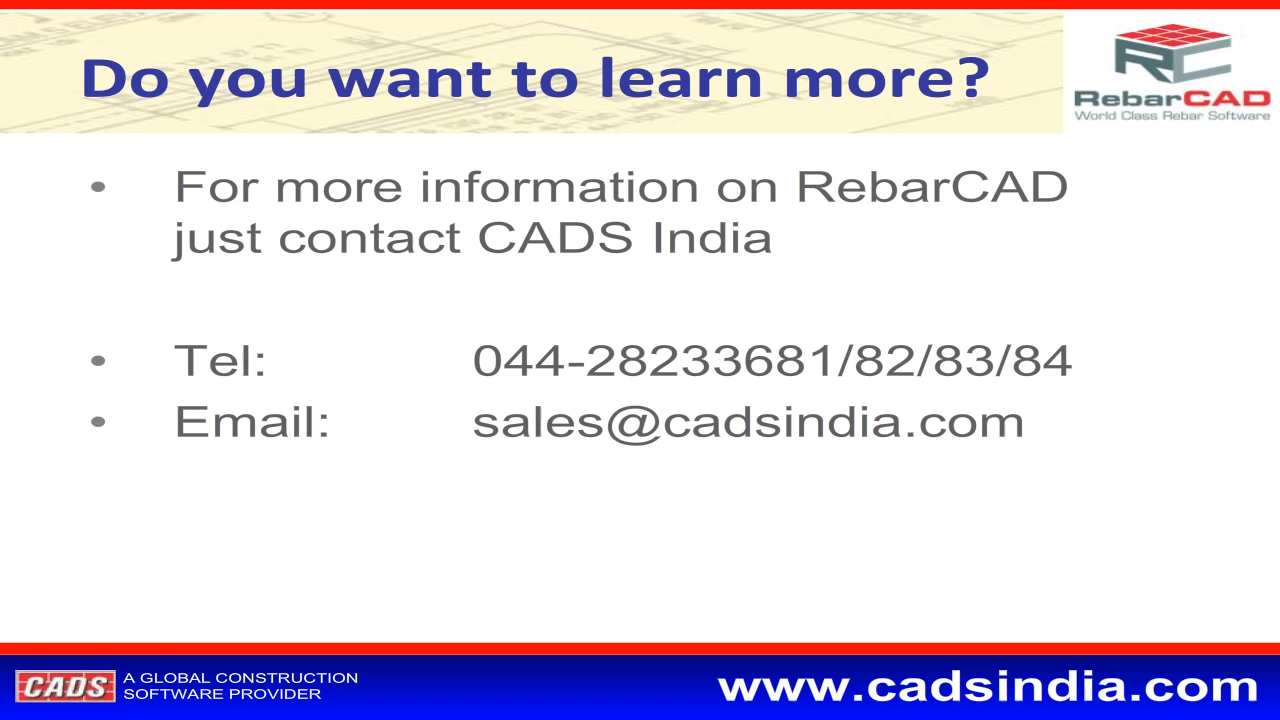 Do you want to learn more?
RC
RebarCAD
World Class Rebar Software
• For more information on RebarCAD
just contact CADS India
• Tel: 044-28233681/82/83/84
• Email: sales@cadsindia.com
CADS
A GLOBAL CONSTRUCTION
SOFTWARE PROVIDER
www.cadsindia.com